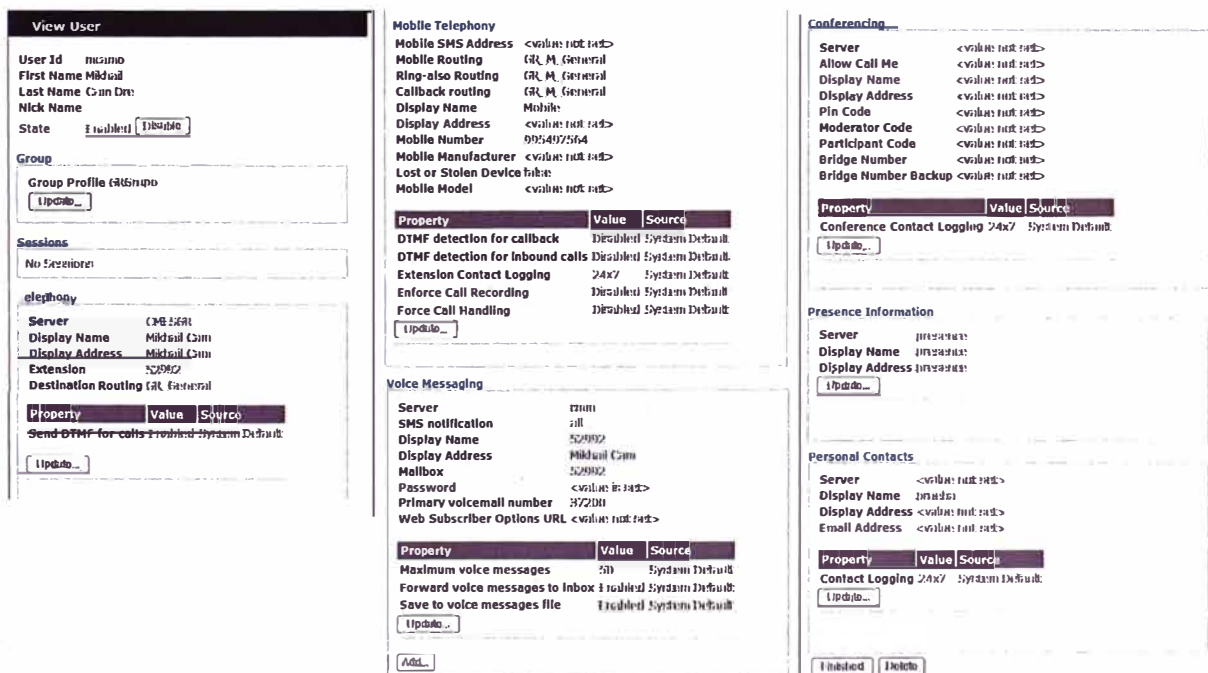 View User
User Id mcamo
First Name Mikhail
Last Name
Nick Name
State Enabled Disable
Group
Group Profile
Update...
Sessions
No Sessions
elephony
Server
Display Name Mikhail Cam
Display Address Mikhail Cam
Extension 52992
Destination Routing GR_General
Property Value Source
Send DTMF for calls Enabled System Default
Update...
Mobile Telephony
Mobile SMS Address <value not set>
Mobile Routing GR_M_General
Ring-also Routing GR_M_General
Callback routing GR_M_General
Display Name Mobile
Display Address <value not set>
Mobile Number 995497564
Mobile Manufacturer <value not set>
Lost or Stolen Device false
Mobile Model <value not set>
Property Value Source
DTMF detection for callback Disabled System Default
DTMF detection for inbound calls Disabled System Default
Extension Contact Logging 24x7 System Default
Enforce Call Recording Disabled System Default
Force Call Handling Disabled System Default
Update...
Voice Messaging
Server
SMS notification all
Display Name 52992
Display Address Mikhail Cam
Mailbox 52992
Password <value is set>
Primary voicemail number 37200
Web Subscriber Options URL <value not set>
Property Value Source
Maximum voice messages 50 System Default
Forward voice messages to inbox Enabled System Default
Save to voice messages file Enabled System Default
Update...
Add...
Conferencing
Server <value not set>
Allow Call Me <value not set>
Display Name <value not set>
Display Address <value not set>
Pin Code <value not set>
Moderator Code <value not set>
Participant Code <value not set>
Bridge Number <value not set>
Bridge Number Backup <value not set>
Property Value Source
Conference Contact Logging 24x7 System Default
Update...
Presence Information
Server presence
Display Name presence
Display Address presence
Update...
Personal Contacts
Server <value not set>
Display Name prueba
Display Address <value not set>
Email Address <value not set>
Property Value Source
Contact Logging 24x7 System Default
Update...
Finished Delete